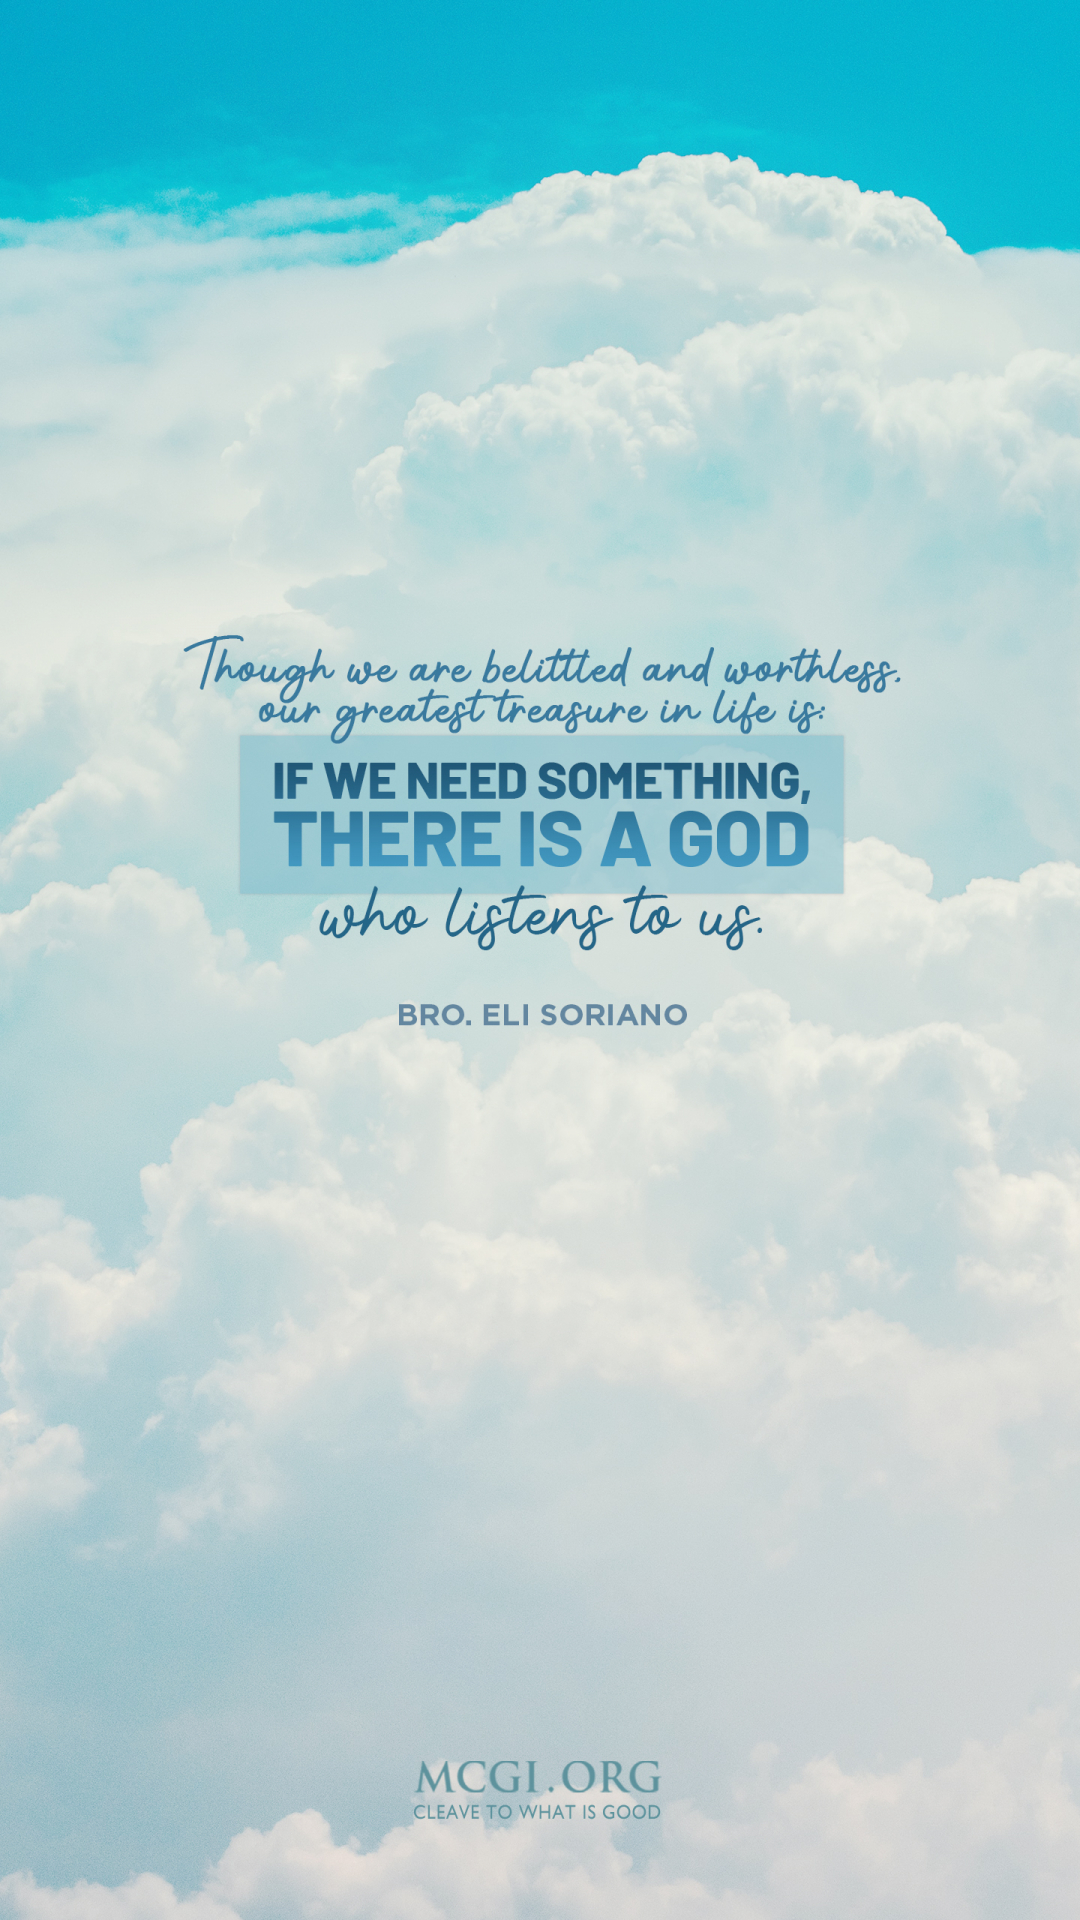 Though we are belittled and worthless,
our greatest treasure in life is:
IF WE NEED SOMETHING,
THERE IS A GOD
who listens to us.
BRO. ELI SORIANO
MCGI.ORG
CLEAVE TO WHAT IS GOOD